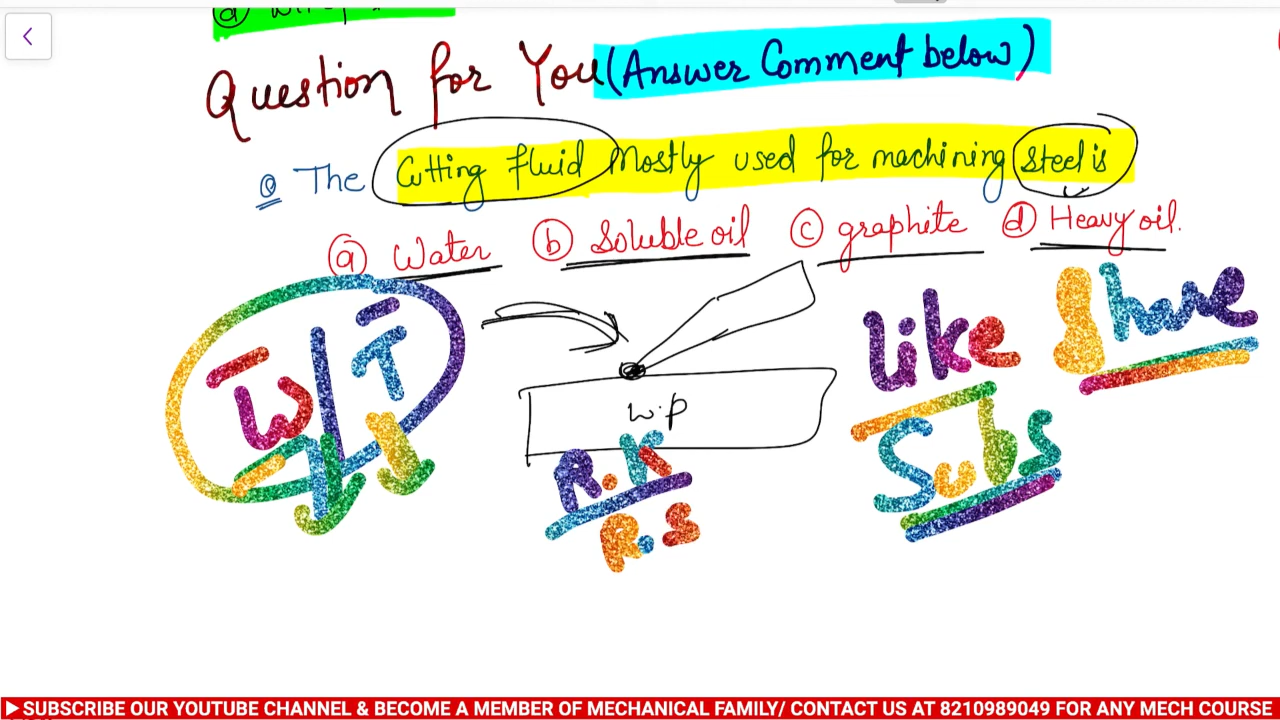 Question for You (Answer Comment below)
Q The Cutting fluid Mostly used for machining Steel is
(a) Water (b) Soluble oil (c) graphite (d) Heavy oil.
W/T
w.p
R.K
R.S
like Share
Subs
▶SUBSCRIBE OUR YOUTUBE CHANNEL & BECOME A MEMBER OF MECHANICAL FAMILY/ CONTACT US AT 8210989049 FOR ANY MECH COURSE